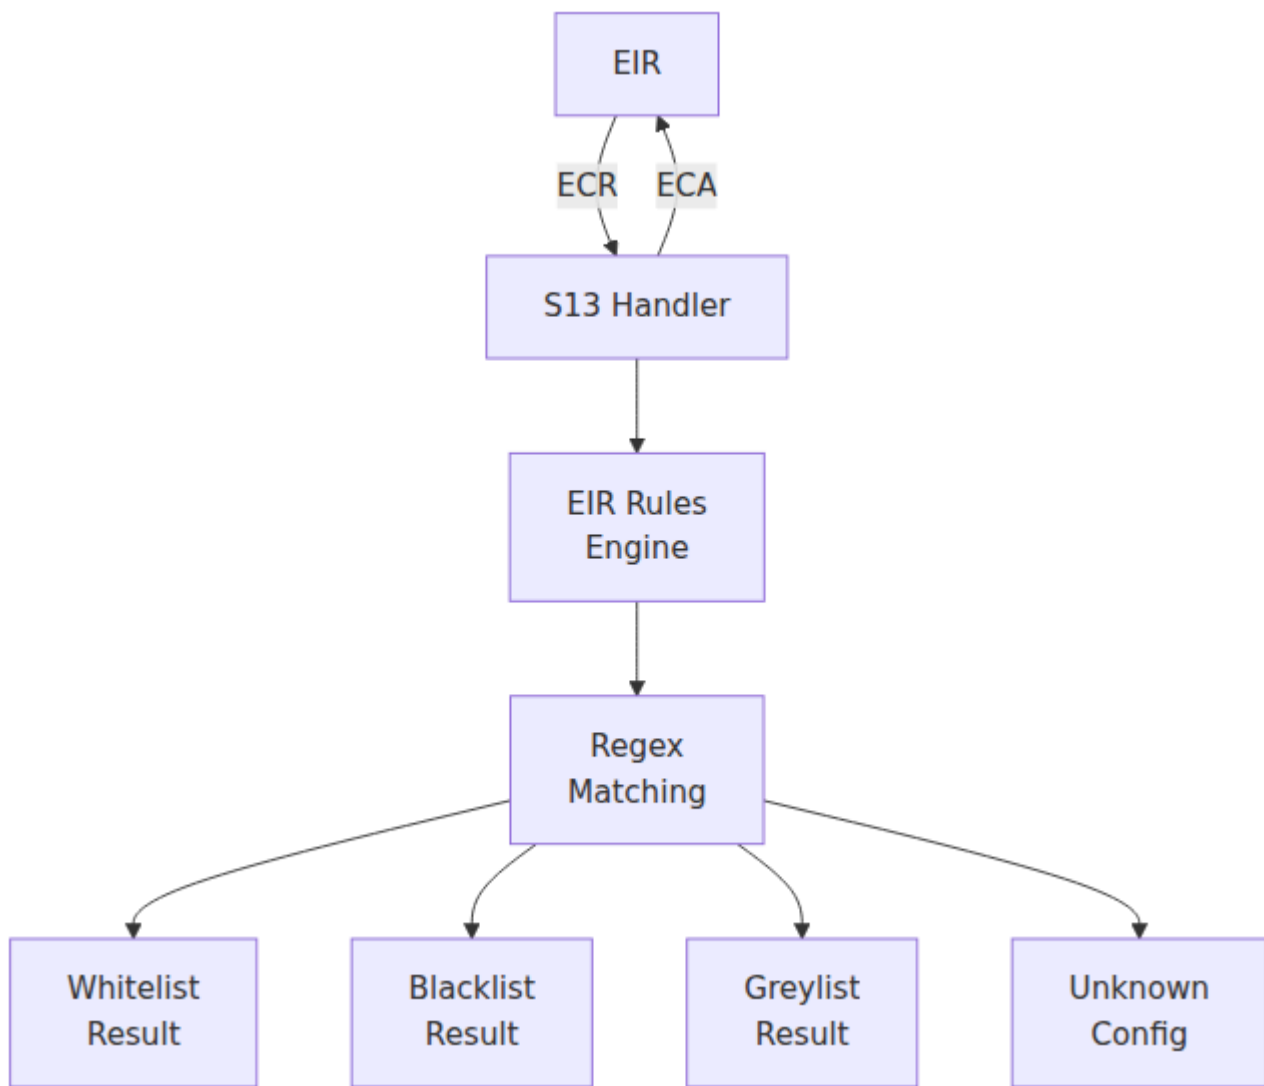 EIR
ECR
ECA
S13 Handler
EIR Rules
Engine
Regex
Matching
Whitelist
Result
Blacklist
Result
Greylist
Result
Unknown
Config